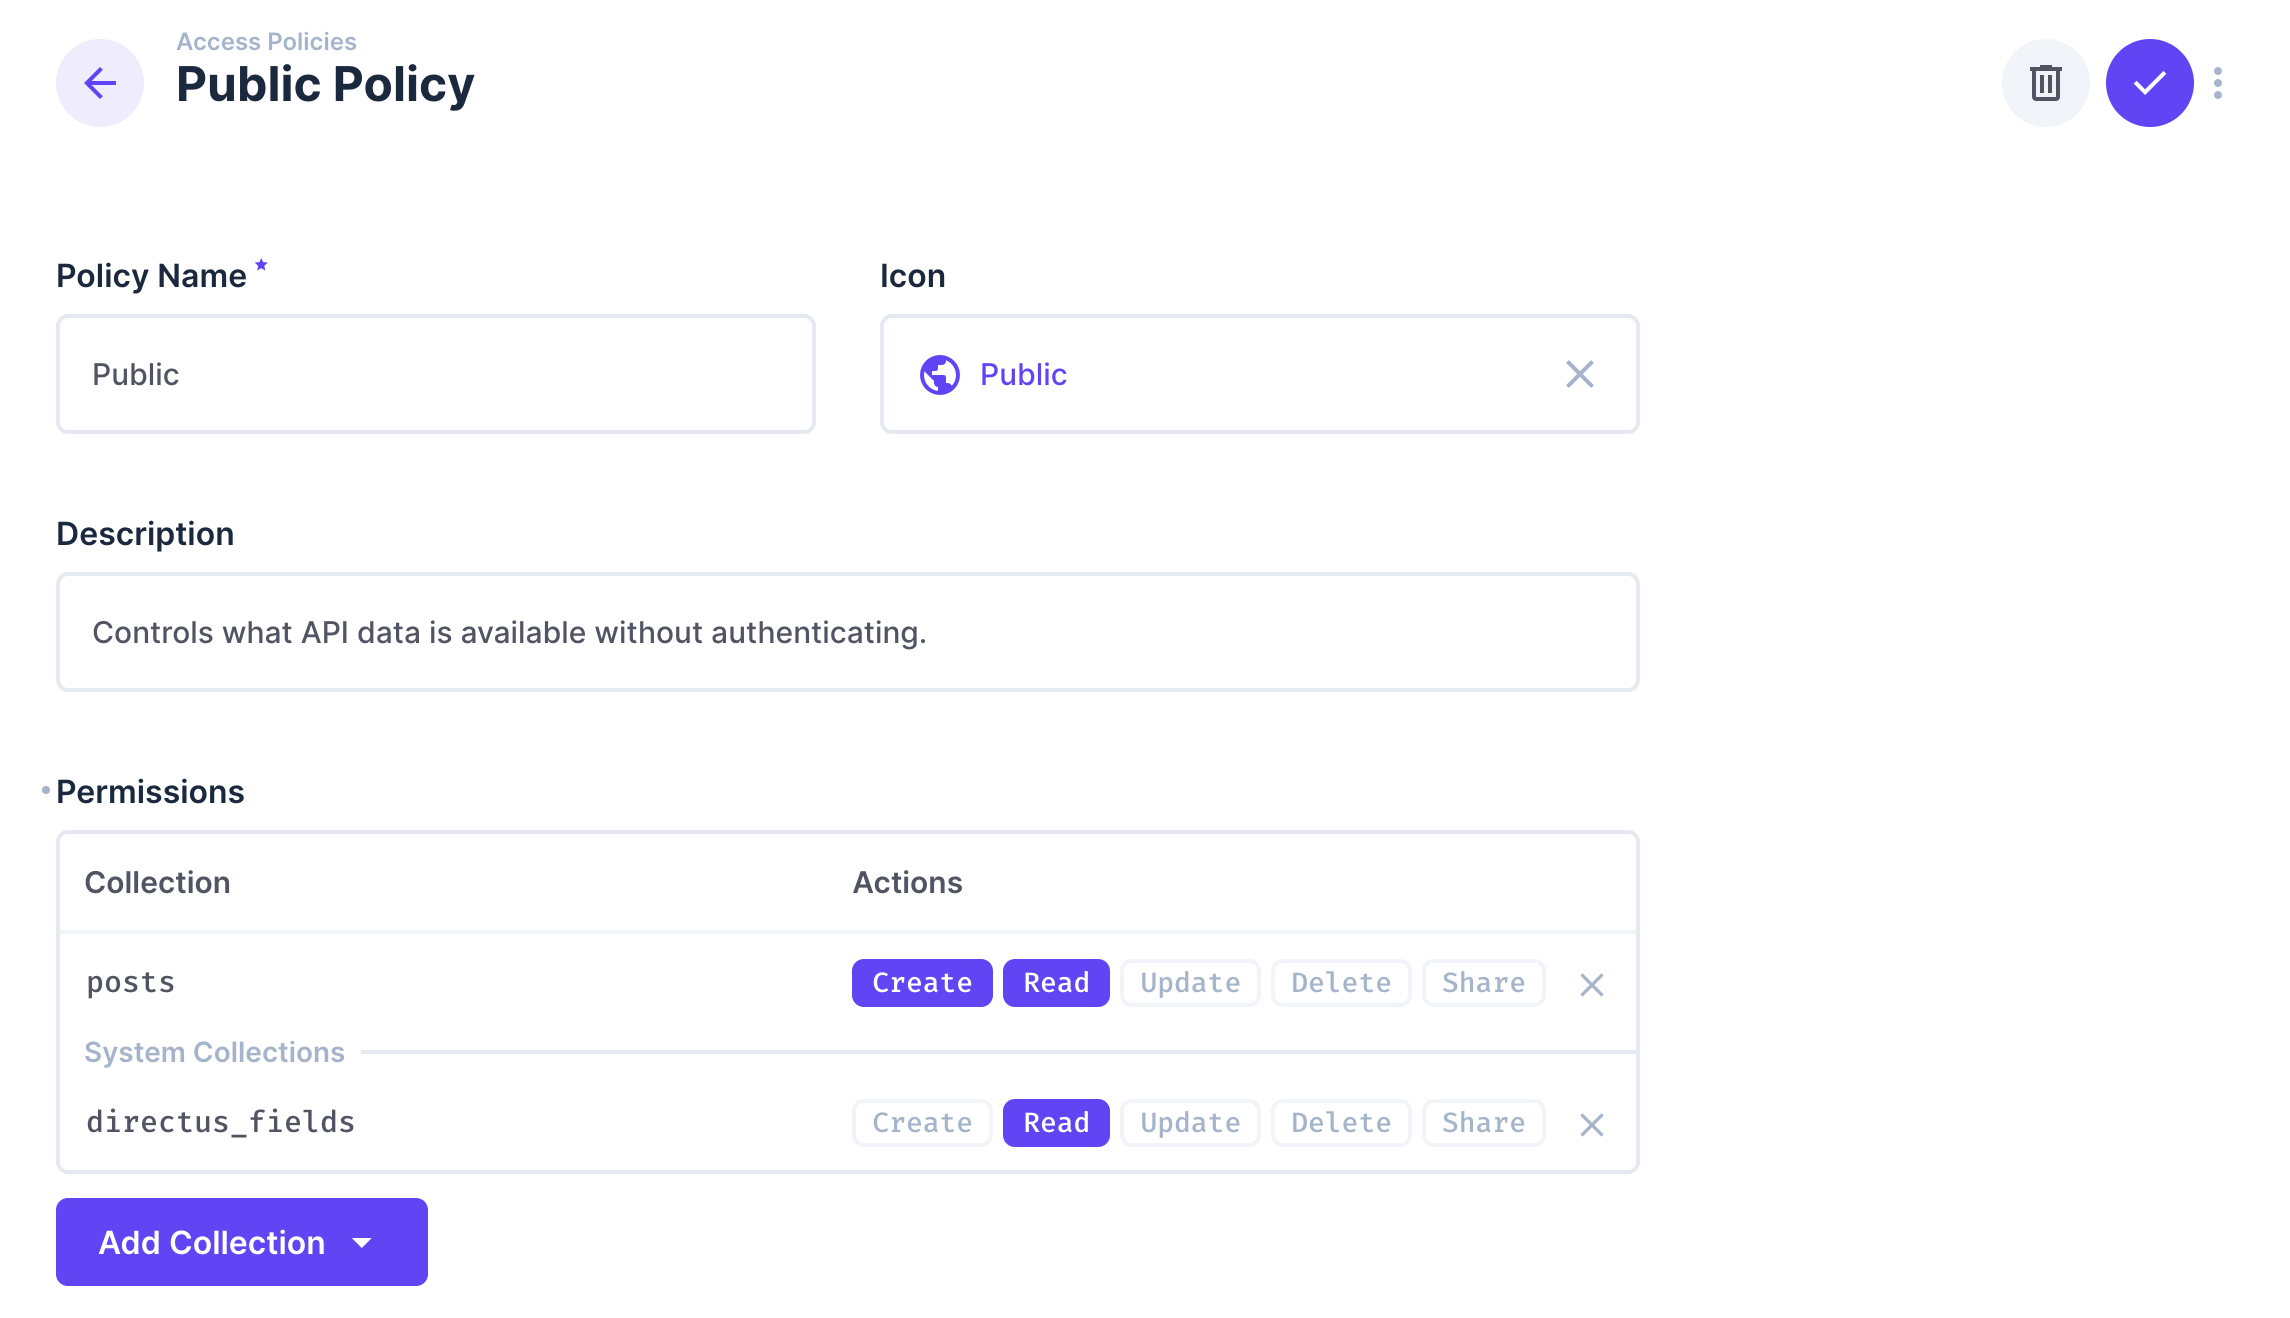 Access Policies
Public Policy
Policy Name
Icon
Public
Public
Description
Controls what API data is available without authenticating.
Permissions
Collection Actions
posts Create Read Update Delete Share
System Collections
directus_fields Create Read Update Delete Share
Add Collection